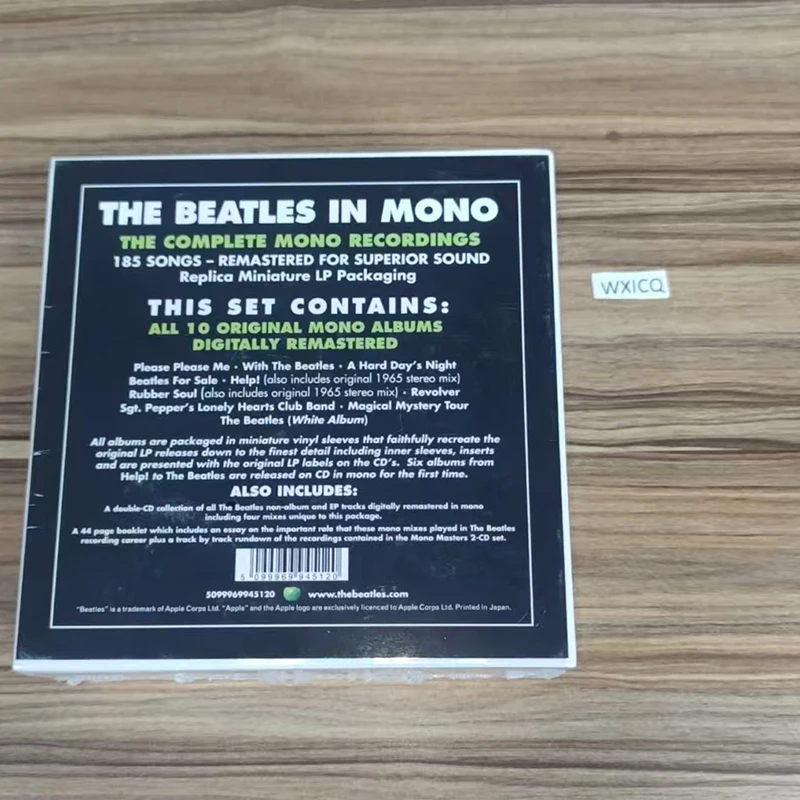 THE BEATLES IN MONO
THE COMPLETE MONO RECORDINGS
185 SONGS – REMASTERED FOR SUPERIOR SOUND
Replica Miniature LP Packaging
THIS SET CONTAINS:
ALL 10 ORIGINAL MONO ALBUMS
DIGITALLY REMASTERED
Please Please Me • With The Beatles • A Hard Day's Night
Beatles For Sale • Help! (also includes original 1965 stereo mix)
Rubber Soul (also includes original 1965 stereo mix) • Revolver
Sgt. Pepper's Lonely Hearts Club Band • Magical Mystery Tour
The Beatles (White Album)
All albums are packaged in miniature vinyl sleeves that faithfully recreate the
original LP releases down to the finest detail including inner sleeves, inserts
and are presented with the original LP labels on the CD's. Six albums from
Help! to The Beatles are released on CD in mono for the first time.
ALSO INCLUDES:
A double-CD collection of all The Beatles non-album and EP tracks digitally remastered in mono
including four mixes unique to this package.
A 44 page booklet which includes an essay on the important role that these mono mixes played in The Beatles
recording career plus a track by track rundown of the recordings contained in the Mono Masters 2-CD set.
5 099969 945120
5099969945120 www.thebeatles.com
"Beatles" is a trademark of Apple Corps Ltd. "Apple" and the Apple logo are exclusively licenced to Apple Corps Ltd. Printed in Japan.
WXICQ